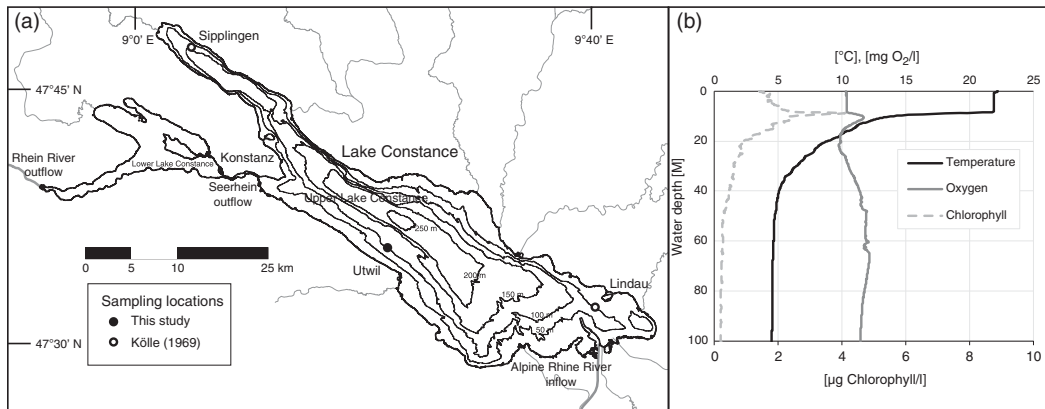 (a)
9°0′ E
9°40′ E
Sipplingen
47°45′ N
Lake Constance
Konstanz
Rhein River
outflow
Lower Lake Constance
Seerhein
outflow
Upper Lake Constance
250 m
0 5 10 25 km
Utwil
200 m
Lindau
150 m
Sampling locations
This study
Kölle (1969)
100 m
50 m
47°30′ N
Alpine Rhine River
inflow
(b)
[°C], [mg O2/l]
0 5 10 15 20 25
0
20
40
60
80
100
Water depth [M]
Temperature
Oxygen
Chlorophyll
0 2 4 6 8 10
[µg Chlorophyll/l]